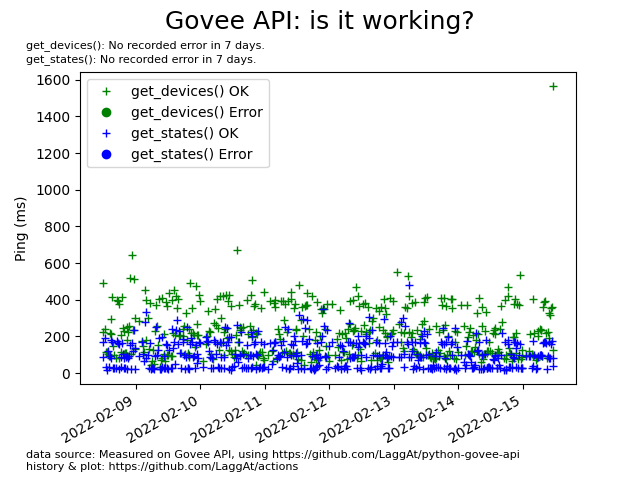 Govee API: is it working?
get_devices(): No recorded error in 7 days.
get_states(): No recorded error in 7 days.
get_devices() OK
get_devices() Error
get_states() OK
get_states() Error
Ping (ms)
1600
1400
1200
1000
800
600
400
200
0
2022-02-09
2022-02-10
2022-02-11
2022-02-12
2022-02-13
2022-02-14
2022-02-15
data source: Measured on Govee API, using https://github.com/LaggAt/python-govee-api
history & plot: https://github.com/LaggAt/actions